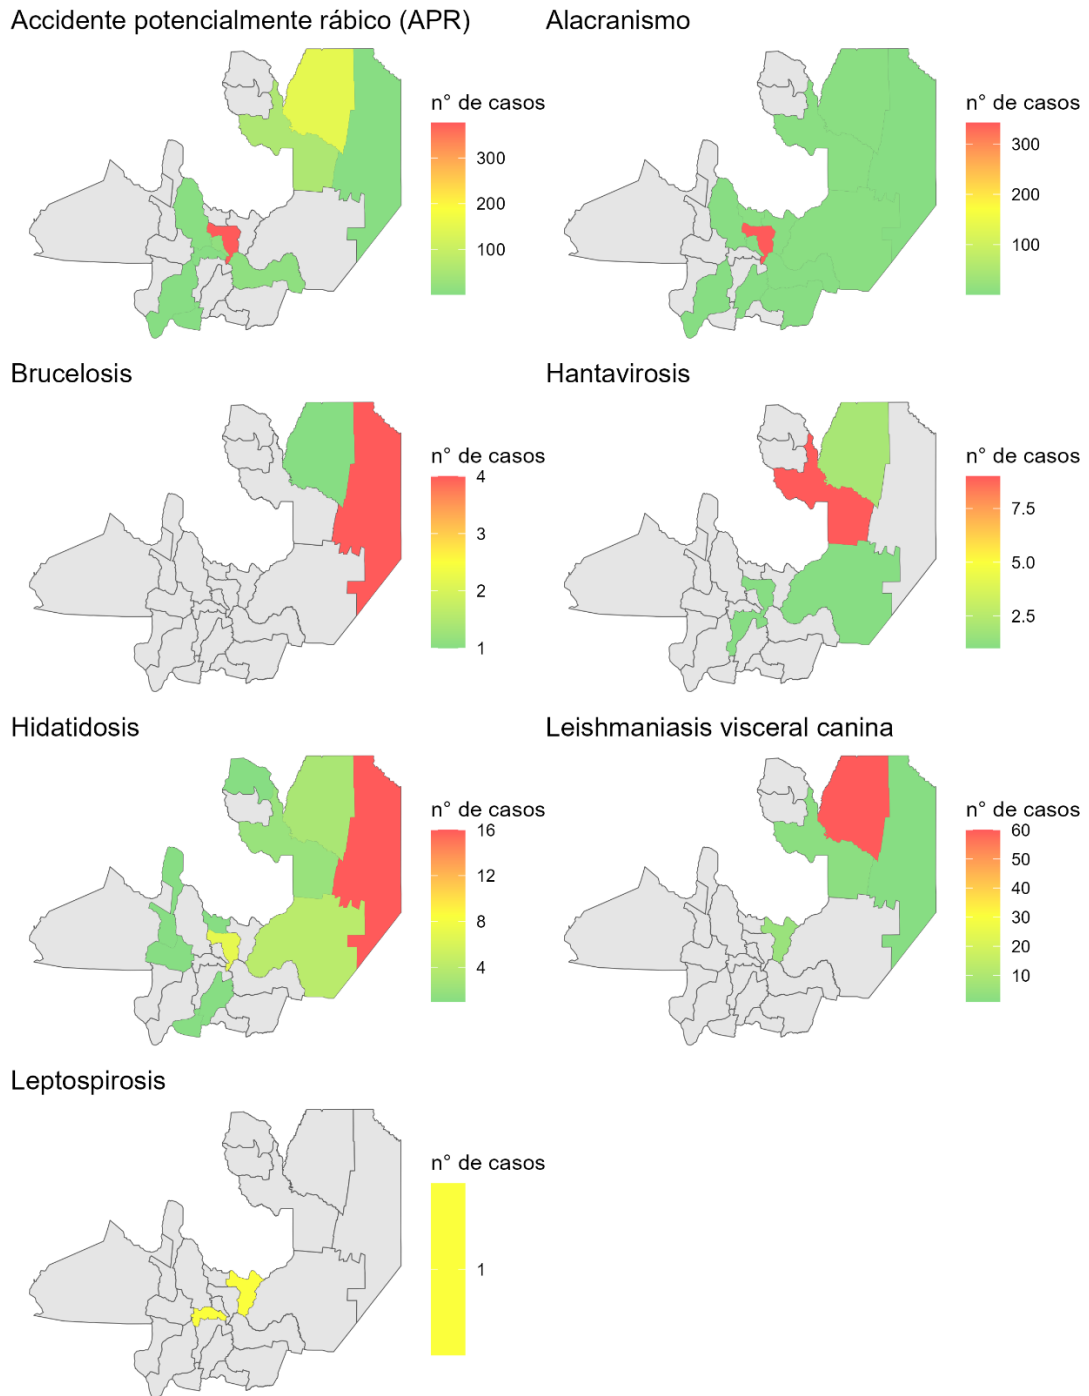 Accidente potencialmente rábico (APR)
n° de casos
300
200
100
Alacranismo
n° de casos
300
200
100
Brucelosis
n° de casos
4
3
2
1
Hantavirosis
n° de casos
7.5
5.0
2.5
Hidatidosis
n° de casos
16
12
8
4
Leishmaniasis visceral canina
n° de casos
60
50
40
30
20
10
Leptospirosis
n° de casos
1